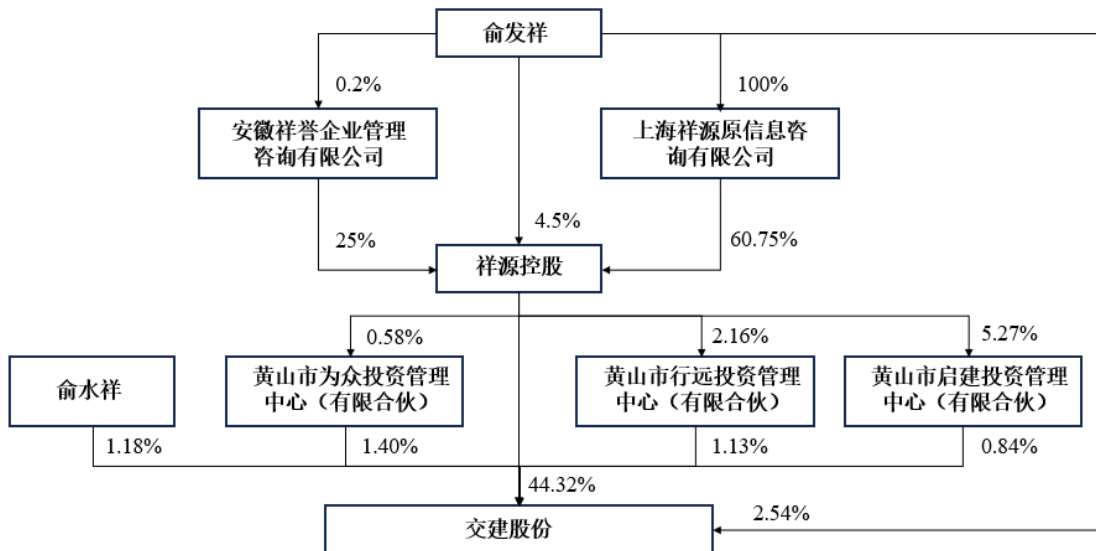 俞发祥
0.2%
100%
安徽祥誉企业管理
咨询有限公司
上海祥源原信息咨
询有限公司
25%
4.5%
60.75%
祥源控股
0.58%
2.16%
5.27%
俞水祥
黄山市为众投资管理
中心（有限合伙）
黄山市行远投资管理
中心（有限合伙）
黄山市启建投资管理
中心（有限合伙）
1.18%
1.40%
1.13%
0.84%
44.32%
交建股份
2.54%